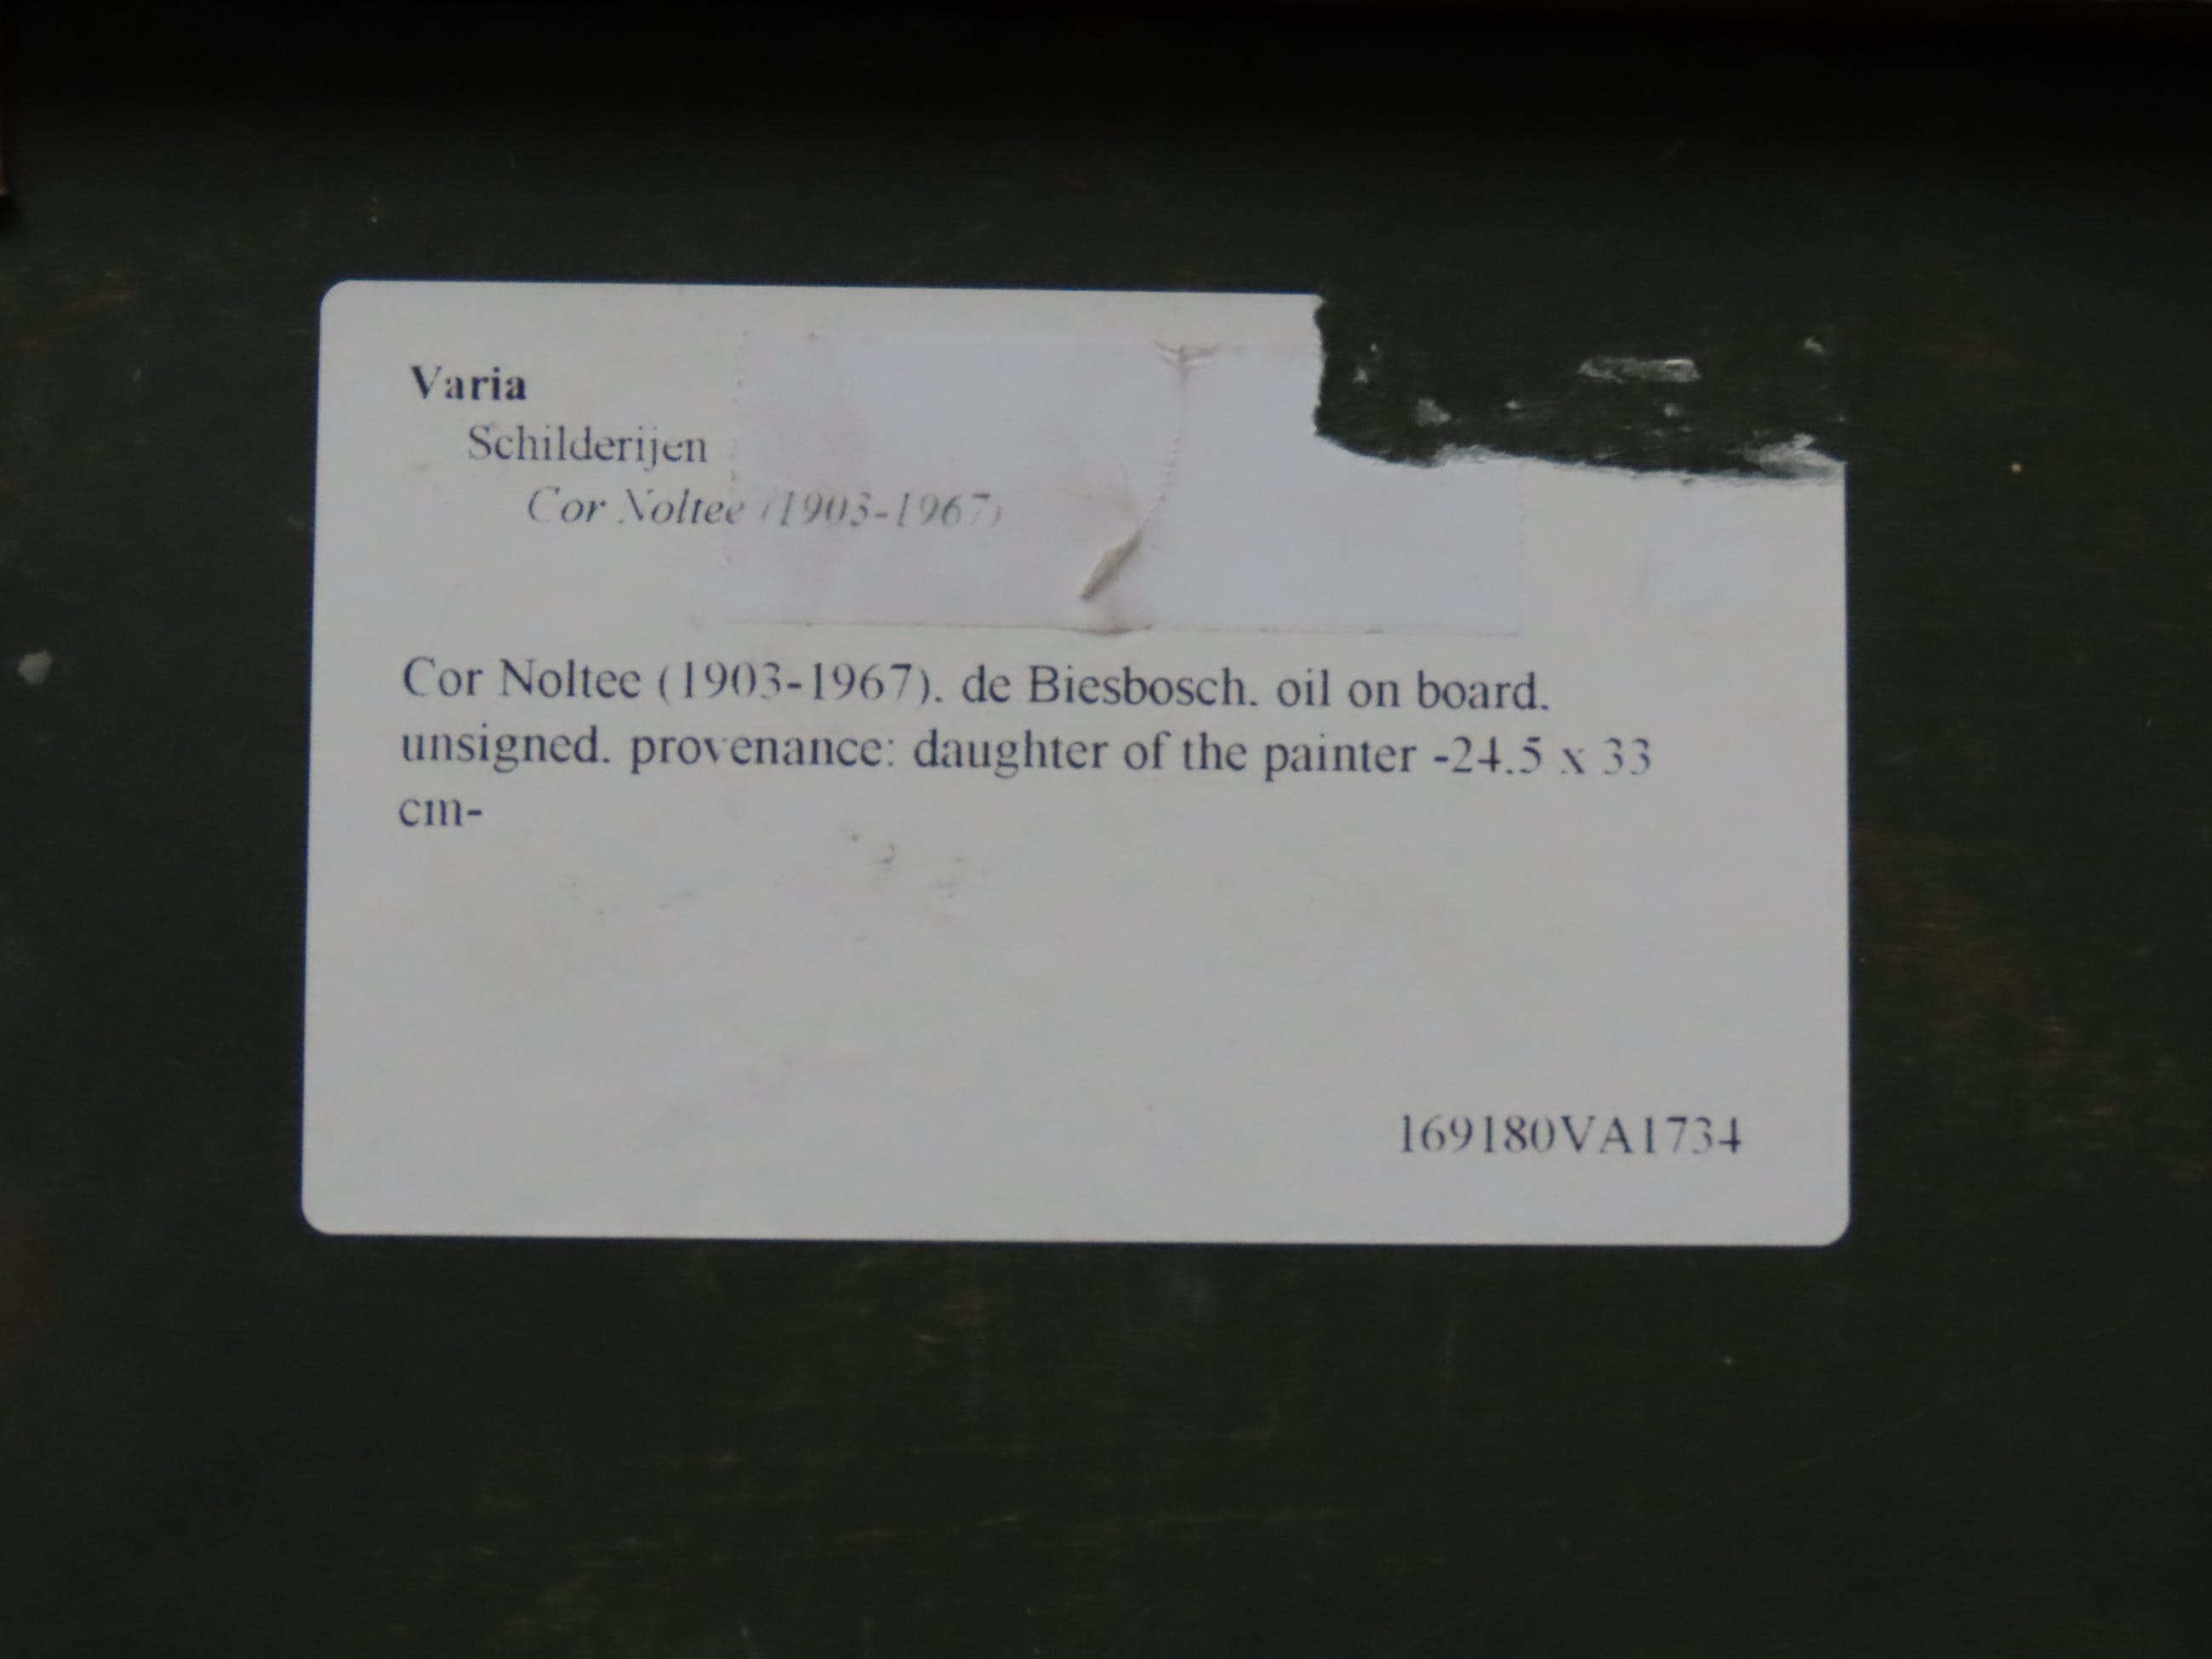 Varia
Schilderijen
Cor Noltee (1903-1967)
Cor Noltee (1903-1967). de Biesbosch. oil on board.
unsigned. provenance: daughter of the painter -24.5 x 33
cm-
169180VA1734